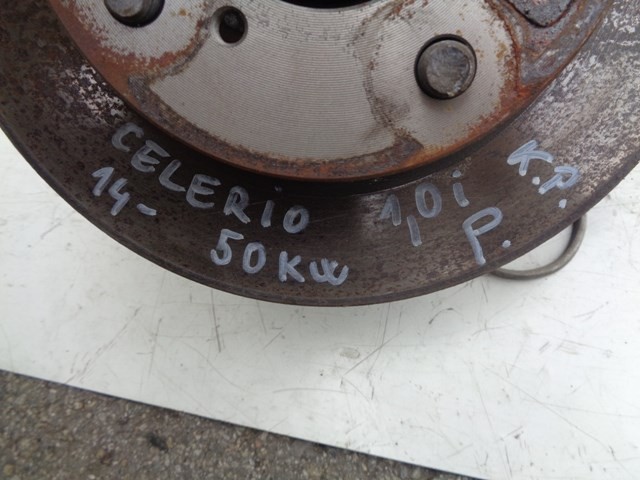 CELERIO 1,0i K.P.
14- 50KW P.